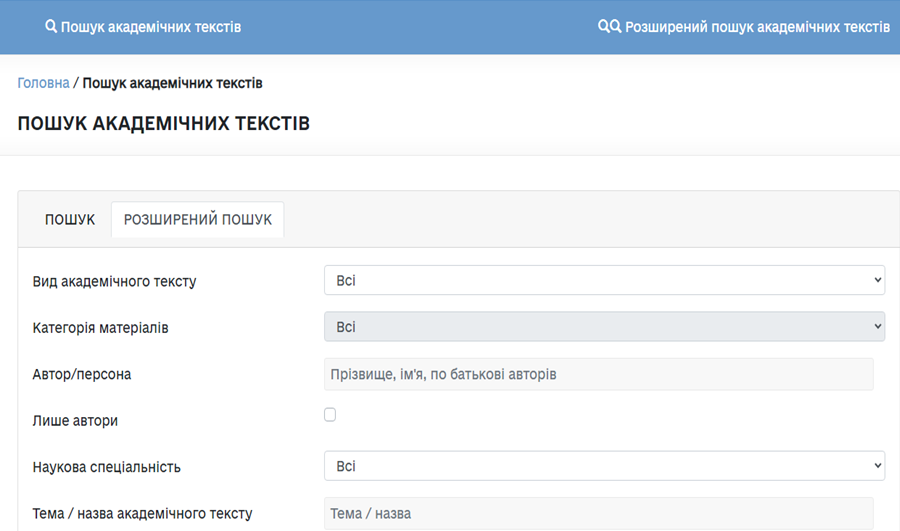 Пошук академічних текстів Розширений пошук академічних текстів
Головна / Пошук академічних текстів
ПОШУК АКАДЕМІЧНИХ ТЕКСТІВ
ПОШУК РОЗШИРЕНИЙ ПОШУК
Вид академічного тексту Всі
Категорія матеріалів Всі
Автор/персона Прізвище, ім'я, по батькові авторів
Лише автори
Наукова спеціальність Всі
Тема / назва академічного тексту Тема / назва